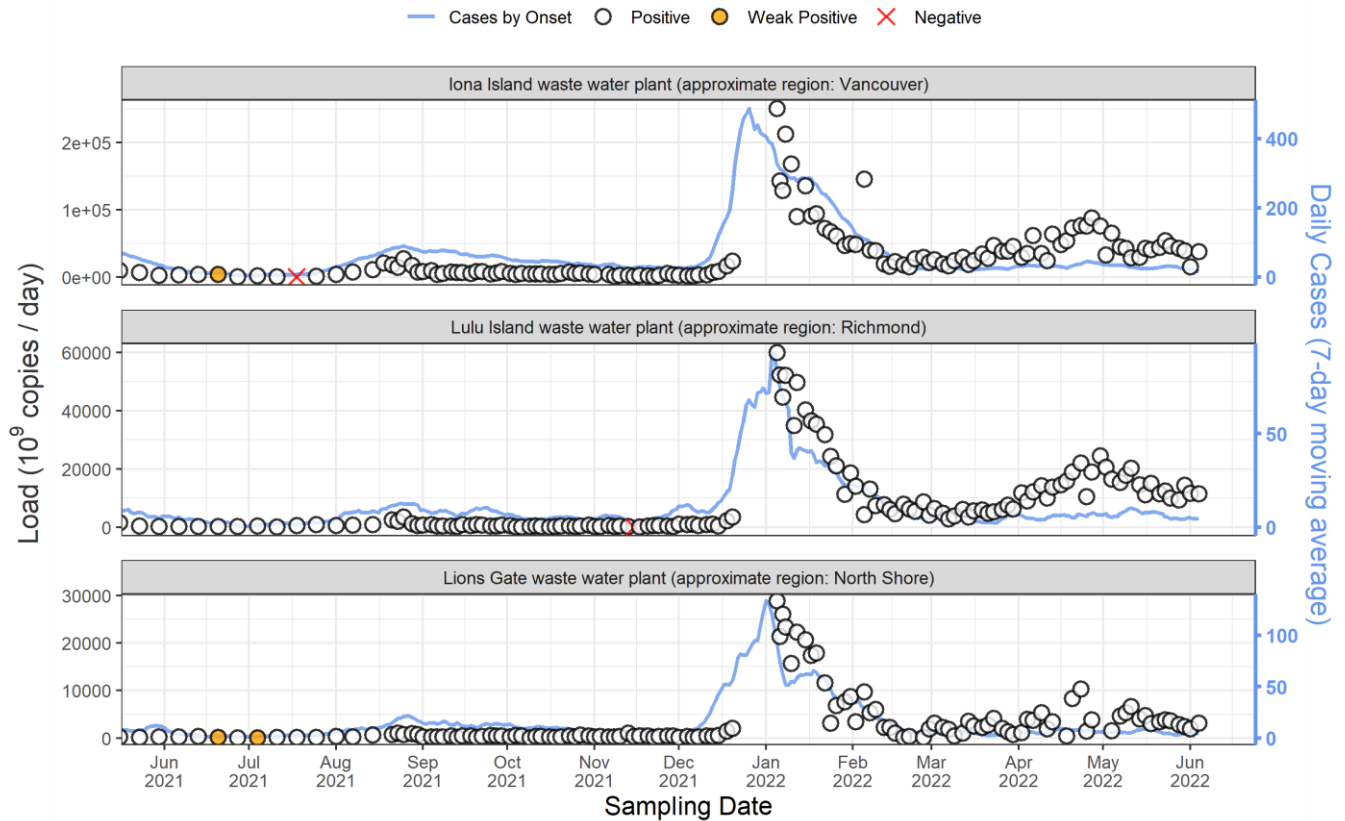 Cases by Onset Positive Weak Positive Negative
Iona Island waste water plant (approximate region: Vancouver)
2e+05
1e+05
0e+00
400
200
0
Lulu Island waste water plant (approximate region: Richmond)
60000
40000
20000
0
50
0
Lions Gate waste water plant (approximate region: North Shore)
30000
20000
10000
0
100
50
0
Load (10⁹ copies / day)
Daily Cases (7-day moving average)
Jun Jul Aug Sep Oct Nov Dec Jan Feb Mar Apr May Jun
2021 2021 2021 2021 2021 2021 2021 2022 2022 2022 2022 2022 2022
Sampling Date